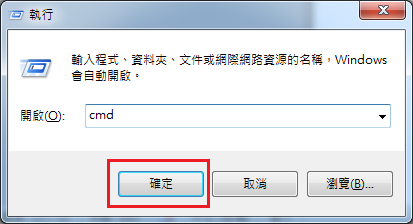 執行
輸入程式、資料夾、文件或網際網路資源的名稱，Windows
會自動開啟。
開啟(O): cmd
確定 取消 瀏覽(B)...